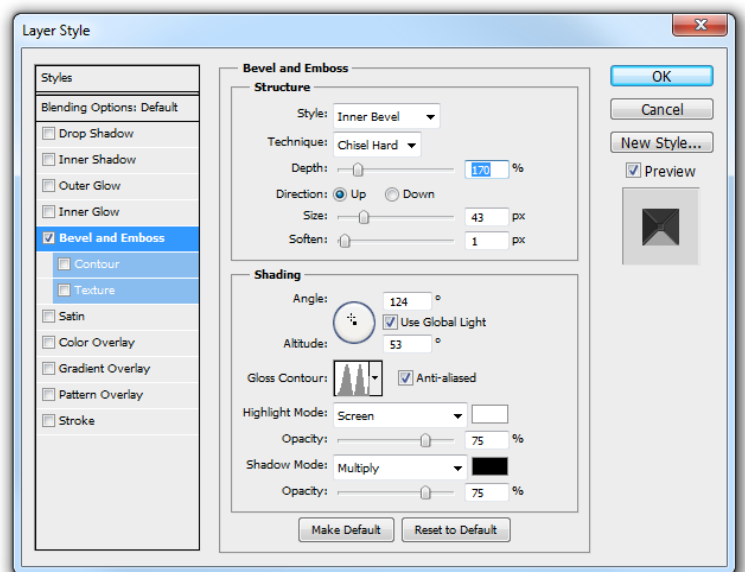 Layer Style
Styles
Blending Options: Default
Drop Shadow
Inner Shadow
Outer Glow
Inner Glow
Bevel and Emboss
Contour
Texture
Satin
Color Overlay
Gradient Overlay
Pattern Overlay
Stroke
Bevel and Emboss
Structure
Style: Inner Bevel
Technique: Chisel Hard
Depth: 170 %
Direction: Up Down
Size: 43 px
Soften: 1 px
Shading
Angle: 124 °
Use Global Light
Altitude: 53 °
Gloss Contour: Anti-aliased
Highlight Mode: Screen
Opacity: 75 %
Shadow Mode: Multiply
Opacity: 75 %
Make Default Reset to Default
OK
Cancel
New Style...
Preview